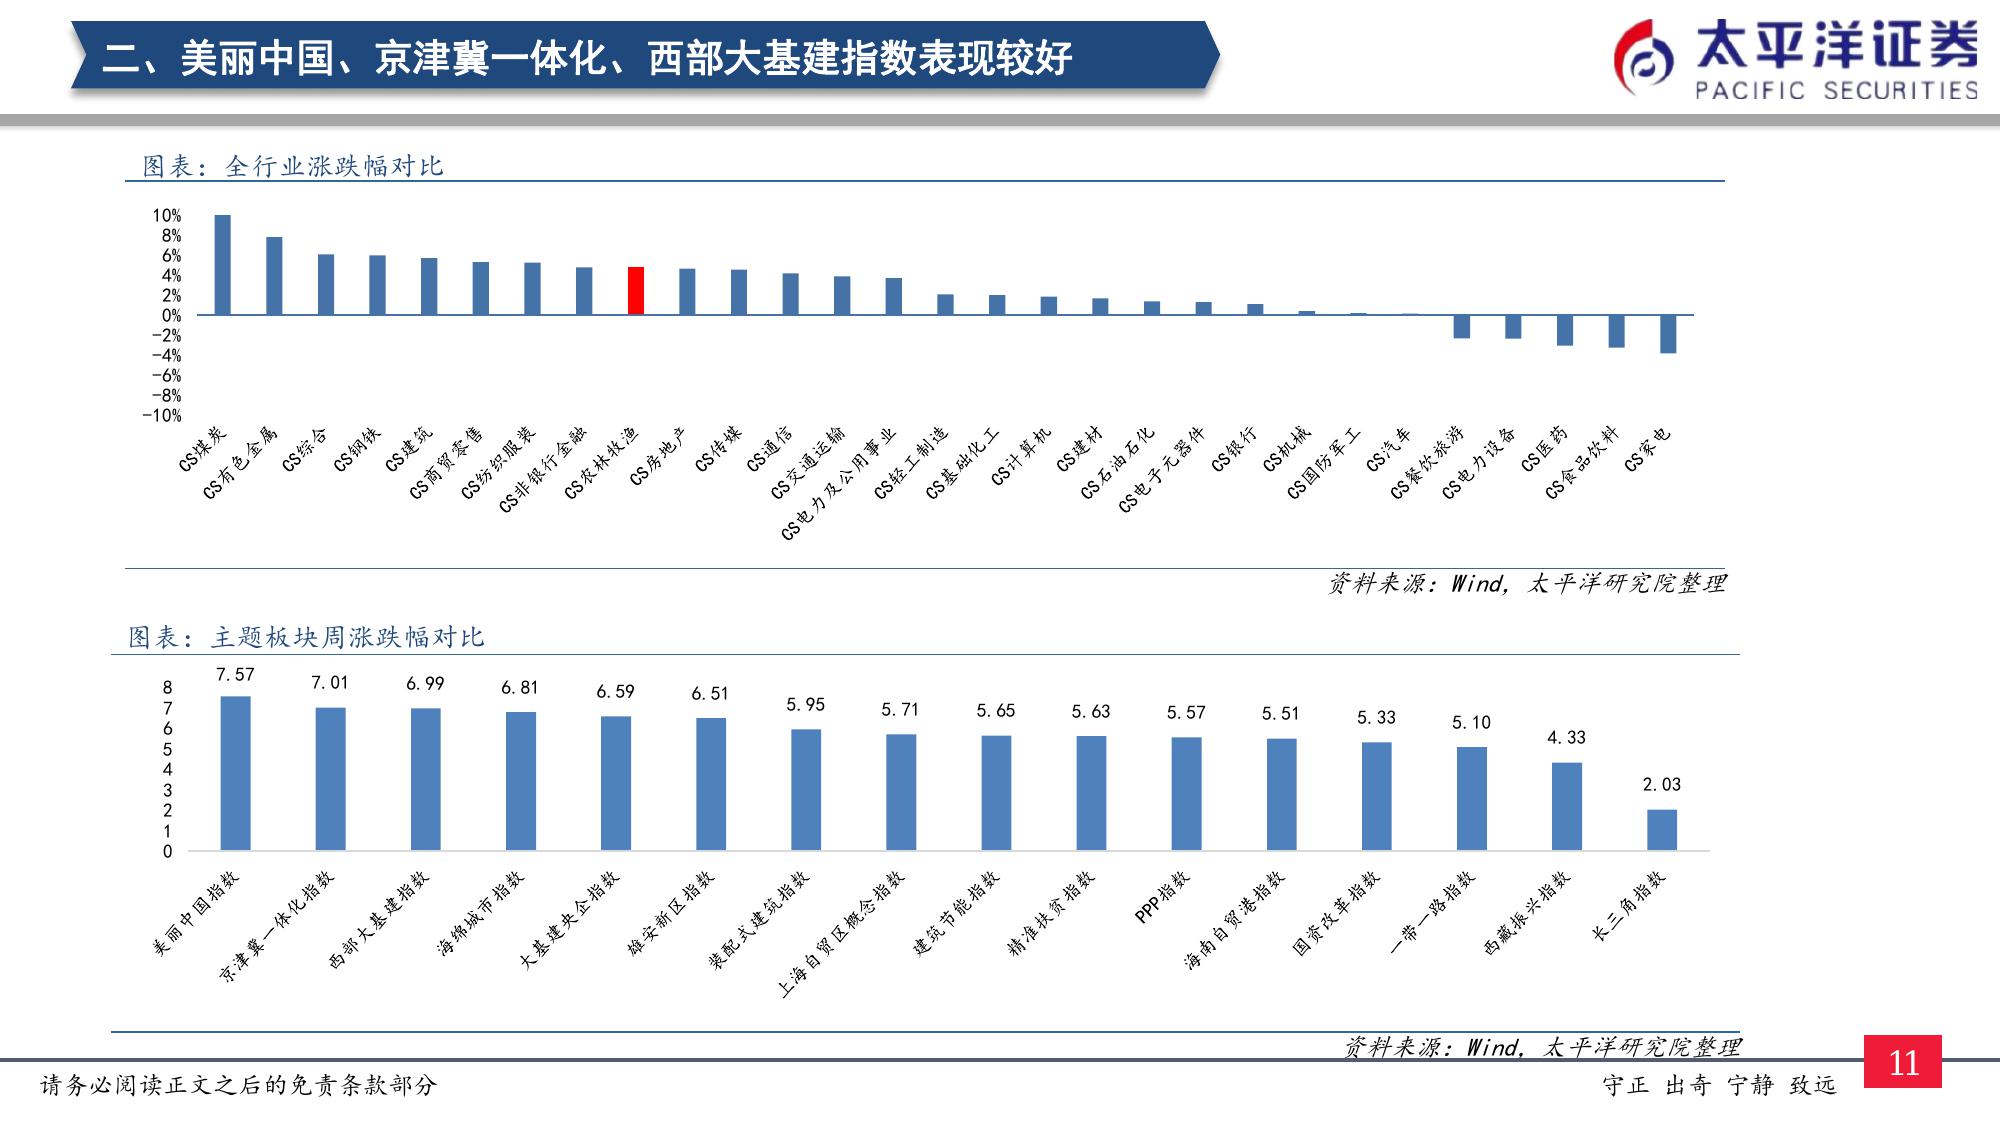 二、美丽中国、京津冀一体化、西部大基建指数表现较好
太平洋证券
PACIFIC SECURITIES
图表：全行业涨跌幅对比
10%
8%
6%
4%
2%
0%
-2%
-4%
-6%
-8%
-10%
CS煤炭
CS有色金属
CS综合
CS钢铁
CS建筑
CS商贸零售
CS纺织服装
CS非银行金融
CS农林牧渔
CS房地产
CS传媒
CS通信
CS交通运输
CS电力及公用事业
CS轻工制造
CS基础化工
CS计算机
CS建材
CS石油石化
CS电子元器件
CS银行
CS机械
CS国防军工
CS汽车
CS餐饮旅游
CS电力设备
CS医药
CS食品饮料
CS家电
资料来源：Wind，太平洋研究院整理
图表：主题板块周涨跌幅对比
8
7
6
5
4
3
2
1
0
7.57
7.01
6.99
6.81
6.59
6.51
5.95
5.71
5.65
5.63
5.57
5.51
5.33
5.10
4.33
2.03
美丽中国指数
京津冀一体化指数
西部大基建指数
海绵城市指数
大基建央企指数
雄安新区指数
装配式建筑指数
上海自贸区概念指数
建筑节能指数
精准扶贫指数
PPP指数
海南自贸港指数
国资改革指数
一带一路指数
西藏振兴指数
长三角指数
资料来源：Wind，太平洋研究院整理
请务必阅读正文之后的免责条款部分
守正 出奇 宁静 致远
11